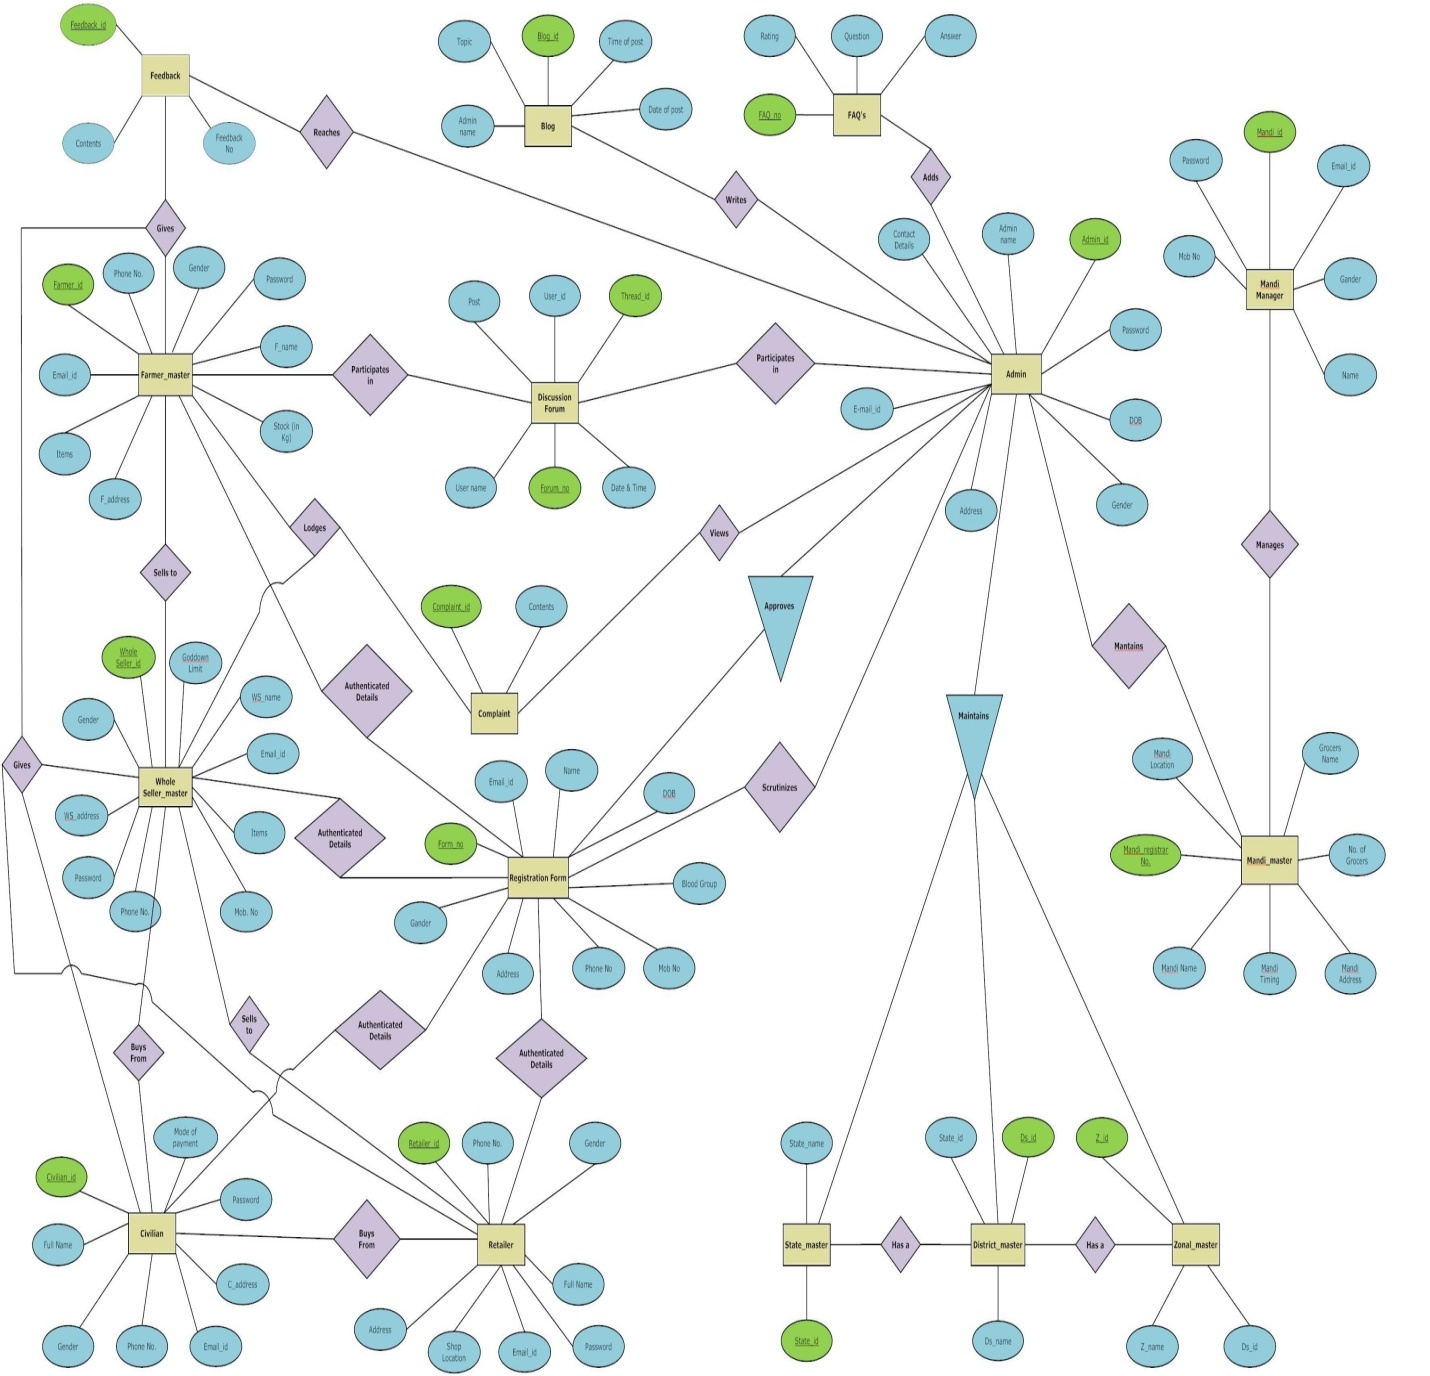 Feedback_id
Feedback
Contents
Feedback
No
Reaches
Topic
Blog_id
Time of post
Admin
name
Blog
Date of post
Rating
Question
Answer
FAQ_no
FAQ's
Writes
Adds
Mandi_id
Password
Email_id
Mob No
Mandi
Manager
Gander
Name
Gives
Farmer_id
Phone No.
Gender
Password
F_name
Email_id
Farmer_master
Stock (in
Kg)
Items
F_address
Participates
in
Post
User_id
Thread_id
Discussion
Forum
User name
Forum_no
Date & Time
Participates
in
Contact
Details
Admin
name
Admin_id
Password
Admin
E-mail_id
DOB
Address
Gender
Lodges
Views
Manages
Sells to
Approves
Complaint_id
Contents
Complaint
Mantains
Authenticated
Details
Maintains
Whole
Seller_id
Goddown
Limit
WS_name
Gender
Email_id
Gives
Whole
Seller_master
WS_address
Items
Password
Phone No.
Mob. No
Authenticated
Details
Email_id
Name
DOB
Scrutinizes
Form_no
Registration Form
Blood Group
Gander
Address
Phone No
Mob No
Mandi
Location
Grocers
Name
Mandi_registrar
No.
Mandi_master
No. of
Grocers
Mandi Name
Mandi
Timing
Mandi
Address
Sells
to
Authenticated
Details
Buys
From
Authenticated
Details
Mode of
payment
Civilian_id
Password
Full Name
Civilian
C_address
Gender
Phone No.
Email_id
Buys
From
Retailer_id
Phone No.
Gender
Retailer
Full Name
Address
Shop
Location
Email_id
Password
State_name
State_id
Ds_id
Z_id
State_master
Has a
District_master
Has a
Zonal_master
State_id
Ds_name
Z_name
Ds_id